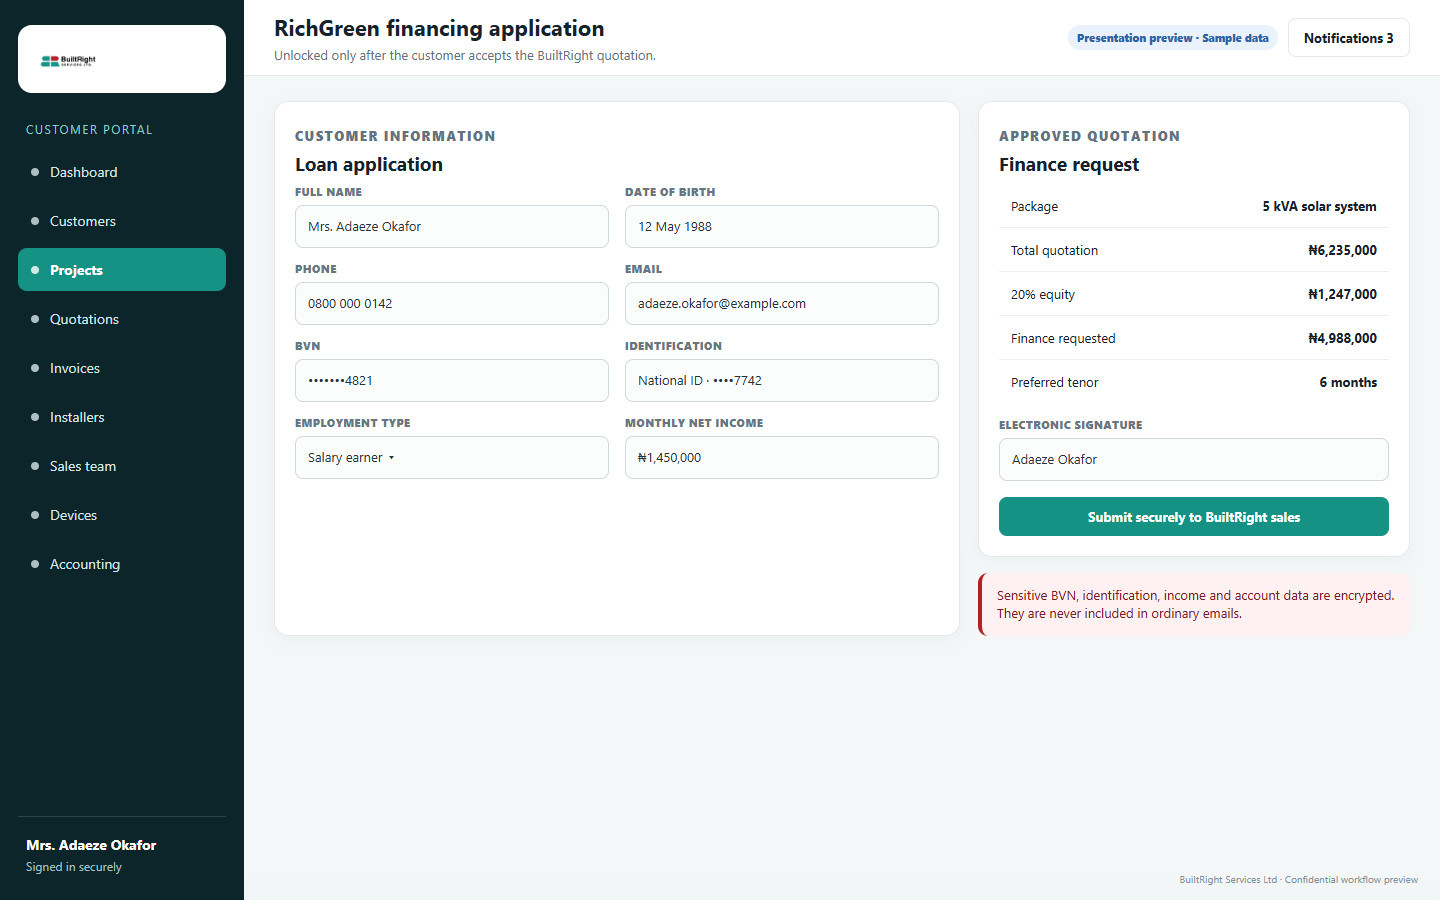 BuiltRight
SERVICES LTD.
CUSTOMER PORTAL
Dashboard
Customers
Projects
Quotations
Invoices
Installers
Sales team
Devices
Accounting
Mrs. Adaeze Okafor
Signed in securely
RichGreen financing application
Unlocked only after the customer accepts the BuiltRight quotation.
Presentation preview · Sample data
Notifications 3
CUSTOMER INFORMATION
Loan application
FULL NAME
Mrs. Adaeze Okafor
DATE OF BIRTH
12 May 1988
PHONE
0800 000 0142
EMAIL
adaeze.okafor@example.com
BVN
•••••••4821
IDENTIFICATION
National ID · ••••7742
EMPLOYMENT TYPE
Salary earner ▾
MONTHLY NET INCOME
₦1,450,000
APPROVED QUOTATION
Finance request
Package 5 kVA solar system
Total quotation ₦6,235,000
20% equity ₦1,247,000
Finance requested ₦4,988,000
Preferred tenor 6 months
ELECTRONIC SIGNATURE
Adaeze Okafor
Submit securely to BuiltRight sales
Sensitive BVN, identification, income and account data are encrypted.
They are never included in ordinary emails.
BuiltRight Services Ltd · Confidential workflow preview